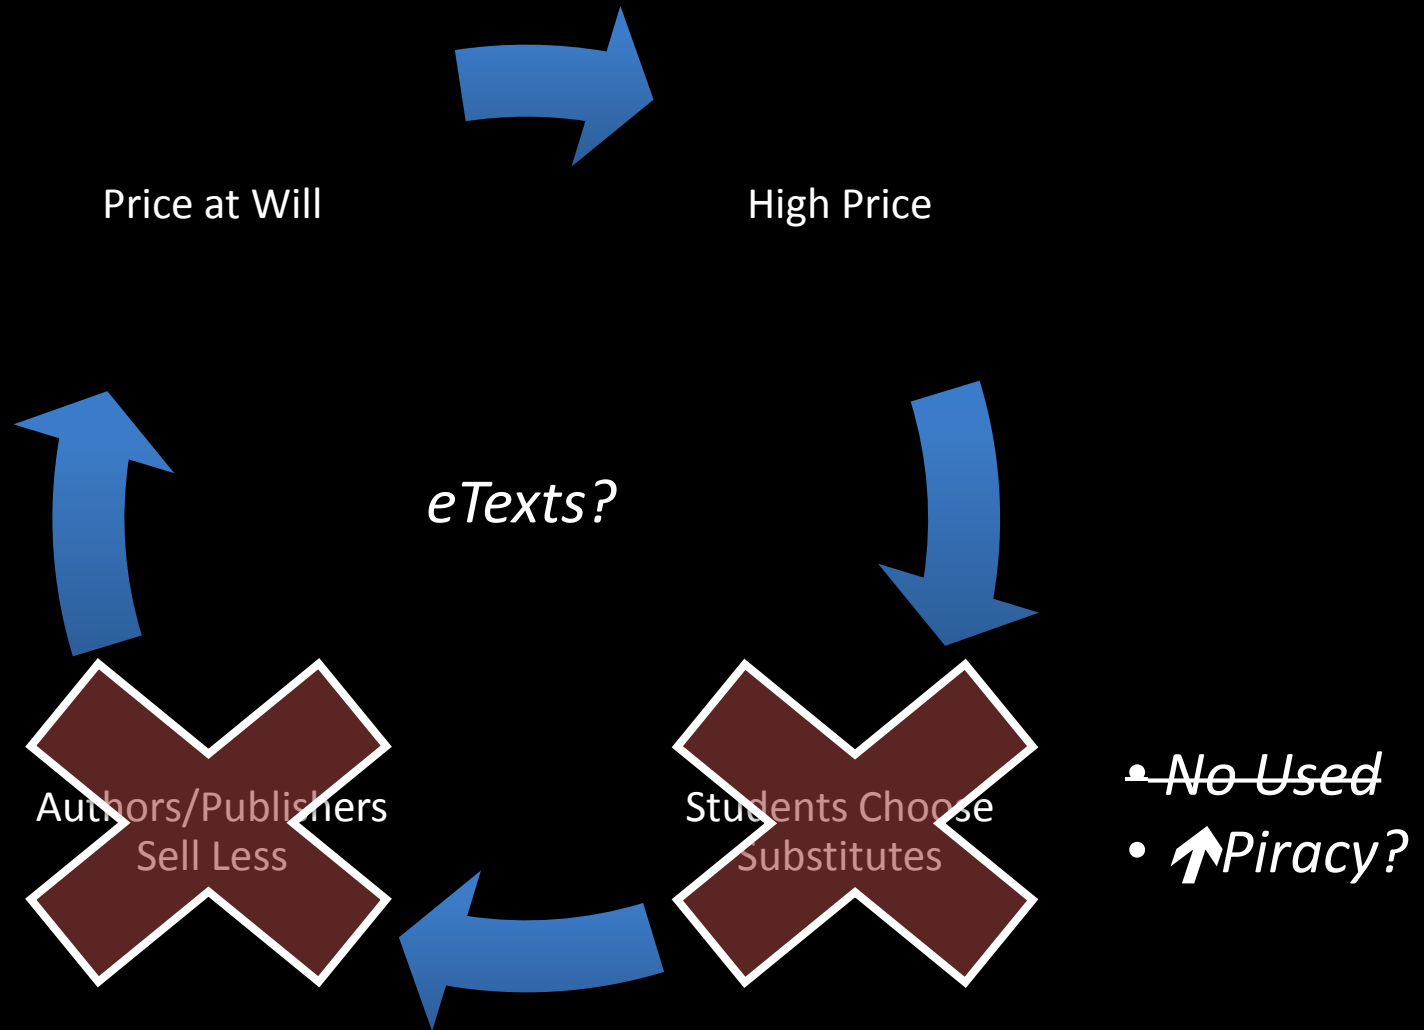 Price at Will
High Price
eTexts?
Authors/Publishers
Sell Less
Students Choose
Substitutes
• No Used
• Piracy?